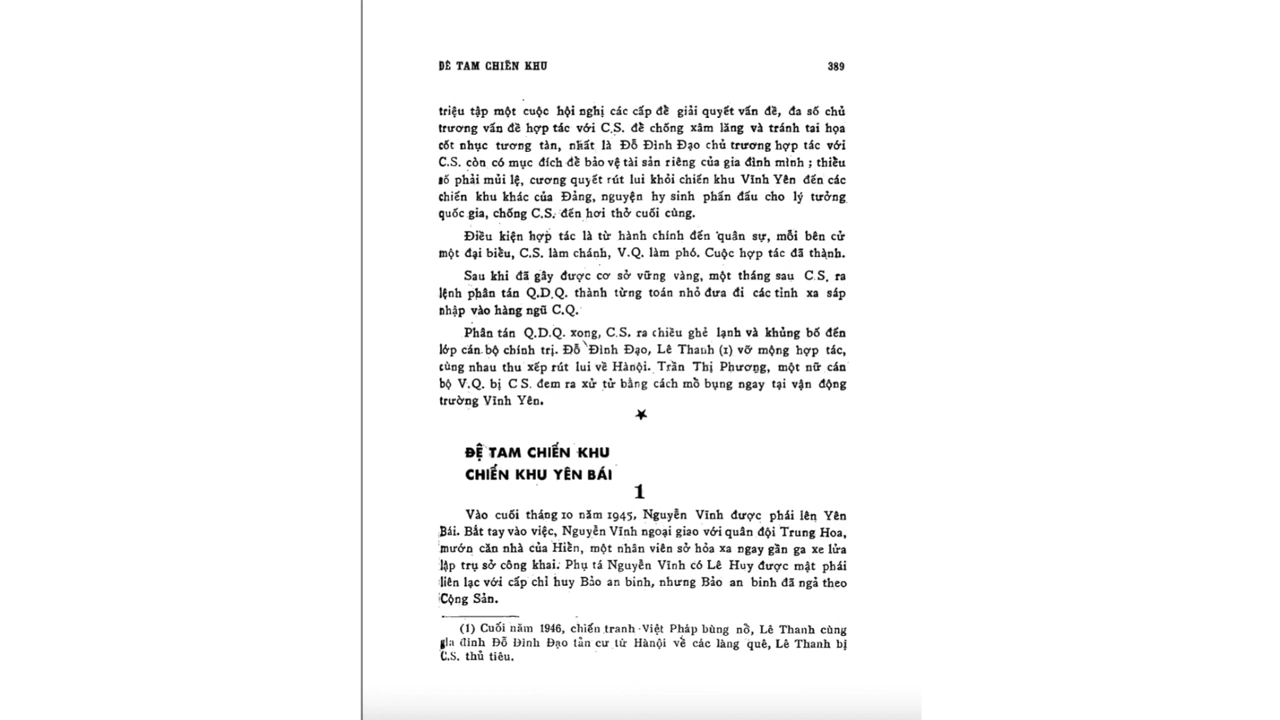 ĐỆ TAM CHIẾN KHU 389
triệu tập một cuộc hội nghị các cấp để giải quyết vấn đề, đa số chủ
trương vấn đề hợp tác với C.S. để chống xâm lăng và tránh tai họa
cốt nhục tương tàn, nhất là Đỗ Đình Đạo chủ trương hợp tác với
C.S. còn có mục đích để bảo vệ tài sản riêng của gia đình mình ; thiểu
số phải mủi lệ, cương quyết rút lui khỏi chiến khu Vĩnh Yên đến các
chiến khu khác của Đảng, nguyện hy sinh phấn đấu cho lý tưởng
quốc gia, chống C.S. đến hơi thở cuối cùng.
Điều kiện hợp tác là từ hành chính đến quân sự, mỗi bên cử
một đại biểu, C.S. làm chánh, V.Q. làm phó. Cuộc hợp tác đã thành.
Sau khi đã gây được cơ sở vững vàng, một tháng sau C.S. ra
lệnh phân tán Q.D.Q. thành từng toán nhỏ đưa đi các tỉnh xa sáp
nhập vào hàng ngũ C.Q.
Phân tán Q.D.Q. xong, C.S. ra chiều ghẻ lạnh và khủng bố đến
lớp cán bộ chính trị. Đỗ Đình Đạo, Lê Thanh (1) vỡ mộng hợp tác,
cùng nhau thu xếp rút lui về Hànội. Trần Thị Phương, một nữ cán
bộ V.Q. bị C S. đem ra xử tử bằng cách mổ bụng ngay tại vận động
trường Vĩnh Yên.
★
ĐỆ TAM CHIẾN KHU
CHIẾN KHU YÊN BÁI
1
Vào cuối tháng 10 năm 1945, Nguyễn Vĩnh được phái lên Yên
Bái. Bắt tay vào việc, Nguyễn Vĩnh ngoại giao với quân đội Trung Hoa,
mướn căn nhà của Hiền, một nhân viên sở hỏa xa ngay gần ga xe lửa
lập trụ sở công khai. Phụ tá Nguyễn Vĩnh có Lê Huy được mật phái
liên lạc với cấp chỉ huy Bảo an binh, nhưng Bảo an binh đã ngả theo
Cộng Sản.
(1) Cuối năm 1946, chiến tranh Việt Pháp bùng nổ, Lê Thanh cùng
gia đình Đỗ Đình Đạo tản cư từ Hànội về các làng quê, Lê Thanh bị
C.S. thủ tiêu.